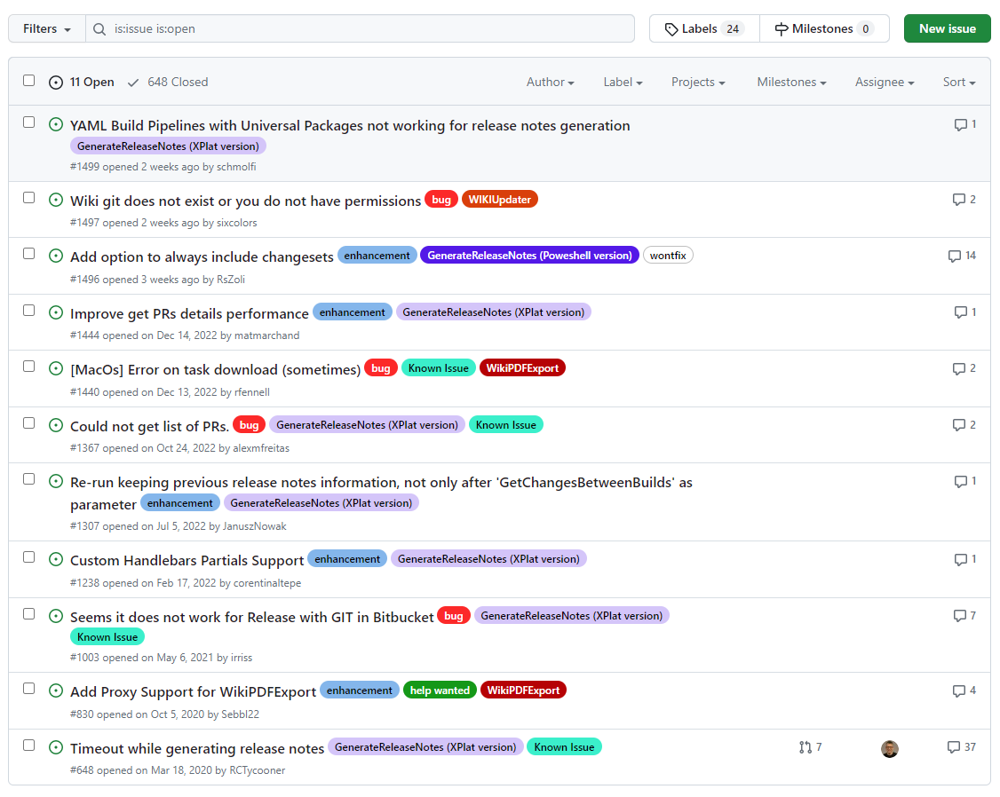 Filters is:issue is:open Labels 24 Milestones 0 New issue
11 Open 648 Closed Author Label Projects Milestones Assignee Sort
YAML Build Pipelines with Universal Packages not working for release notes generation 1
GenerateReleaseNotes (XPlat version)
#1499 opened 2 weeks ago by schmolfi
Wiki git does not exist or you do not have permissions bug WIKIUpdater 2
#1497 opened 2 weeks ago by sixcolors
Add option to always include changesets enhancement GenerateReleaseNotes (Poweshell version) wontfix 14
#1496 opened 3 weeks ago by RsZoli
Improve get PRs details performance enhancement GenerateReleaseNotes (XPlat version) 1
#1444 opened on Dec 14, 2022 by matmarchand
[MacOs] Error on task download (sometimes) bug Known Issue WikiPDFExport 2
#1440 opened on Dec 13, 2022 by rfennell
Could not get list of PRs. bug GenerateReleaseNotes (XPlat version) Known Issue 2
#1367 opened on Oct 24, 2022 by alexmfreitas
Re-run keeping previous release notes information, not only after 'GetChangesBetweenBuilds' as 1
parameter enhancement GenerateReleaseNotes (XPlat version)
#1307 opened on Jul 5, 2022 by JanuszNowak
Custom Handlebars Partials Support enhancement GenerateReleaseNotes (XPlat version) 1
#1238 opened on Feb 17, 2022 by corentinaltepe
Seems it does not work for Release with GIT in Bitbucket bug GenerateReleaseNotes (XPlat version) 7
Known Issue
#1003 opened on May 6, 2021 by irriss
Add Proxy Support for WikiPDFExport enhancement help wanted WikiPDFExport 4
#830 opened on Oct 5, 2020 by Sebbl22
Timeout while generating release notes GenerateReleaseNotes (XPlat version) Known Issue 7 37
#648 opened on Mar 18, 2020 by RCTycooner